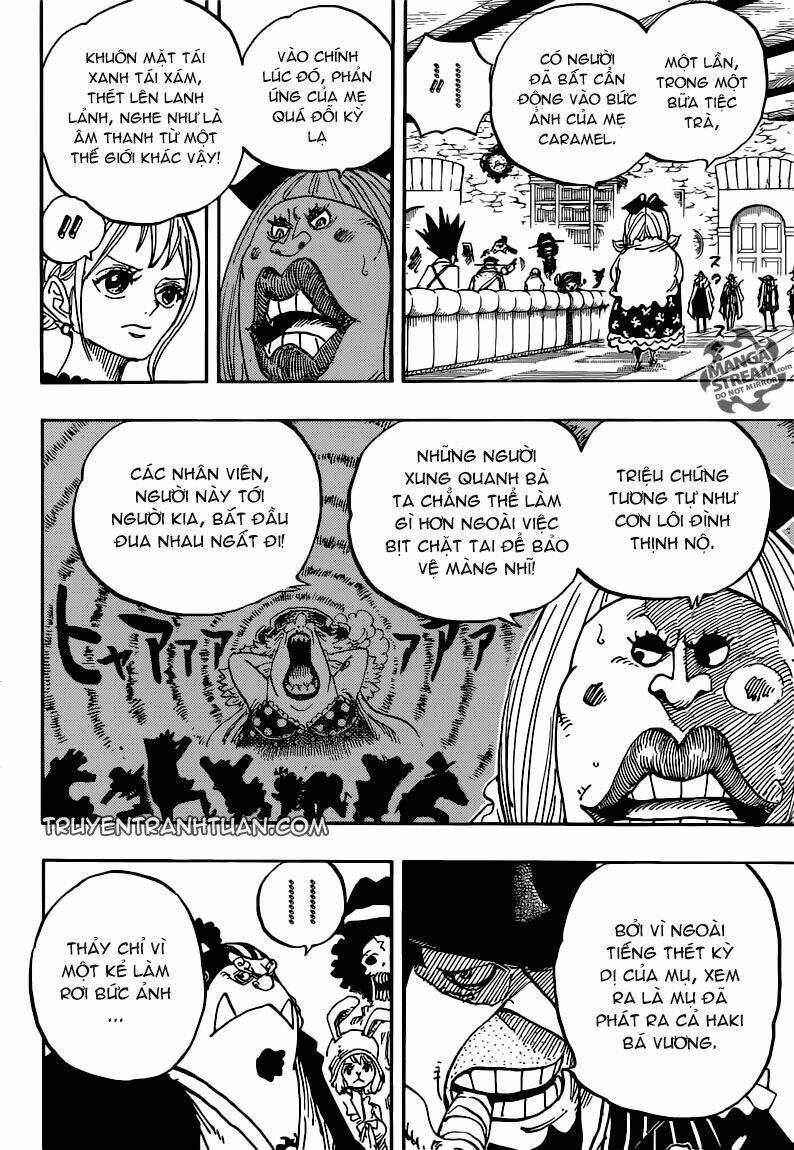 MỘT LẦN,
TRONG MỘT
BỮA TIỆC
TRÀ,
CÓ NGƯỜI
ĐÃ BẤT CẨN
ĐỘNG VÀO BỨC
ẢNH CỦA MẸ
CARAMEL.
VÀO CHÍNH
LÚC ĐÓ, PHẢN
ỨNG CỦA MẸ
QUÁ ĐỖI KỲ
LẠ
KHUÔN MẶT TÁI
XANH TÁI XÁM,
THÉT LÊN LANH
LẢNH, NGHE NHƯ LÀ
ÂM THANH TỪ MỘT
THẾ GIỚI KHÁC VẬY!
!!
MANGA
STREAM.com
DO NOT MIRROR
TRIỆU CHỨNG
TƯƠNG TỰ NHƯ
CƠN LÔI ĐÌNH
THỊNH NỘ.
NHỮNG NGƯỜI
XUNG QUANH BÀ
TA CHẲNG THỂ LÀM
GÌ HƠN NGOÀI VIỆC
BỊT CHẶT TAI ĐỂ BẢO
VỆ MÀNG NHĨ!
CÁC NHÂN VIÊN,
NGƯỜI NÀY TỚI
NGƯỜI KIA, BẮT ĐẦU
ĐUA NHAU NGẤT ĐI!
ヒャアアアア
アアアア
TRUYENTRANHTUAN.COM
BỞI VÌ NGOÀI
TIẾNG THÉT KỲ
DỊ CỦA MỤ, XEM
RA LÀ MỤ ĐÃ
PHÁT RA CẢ HAKI
BÁ VƯƠNG.
THẢY CHỈ VÌ
MỘT KẺ LÀM
RƠI BỨC ẢNH
...